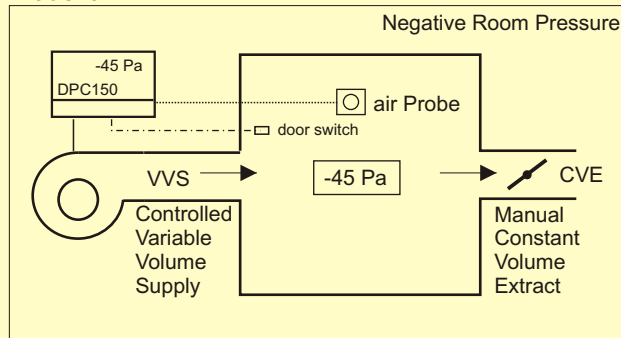 Negative Room Pressure
-45 Pa
DPC150
air Probe
door switch
VVS
-45 Pa
CVE
Controlled
Variable
Volume
Supply
Manual
Constant
Volume
Extract